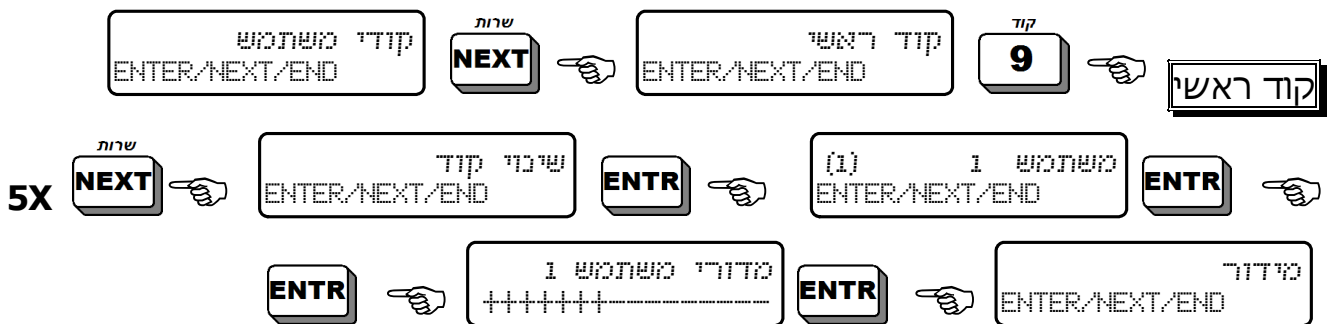 קוד ראשי
קוד
9
קוד ראשי
ENTER/NEXT/END
שרות
NEXT
קודי משתמש
ENTER/NEXT/END
ENTR
משתמש 1 (1)
ENTER/NEXT/END
ENTR
שינוי קוד
ENTER/NEXT/END
שרות
NEXT
5X
מידור
ENTER/NEXT/END
ENTR
מדורי משתמש 1
+++++++---------
ENTR